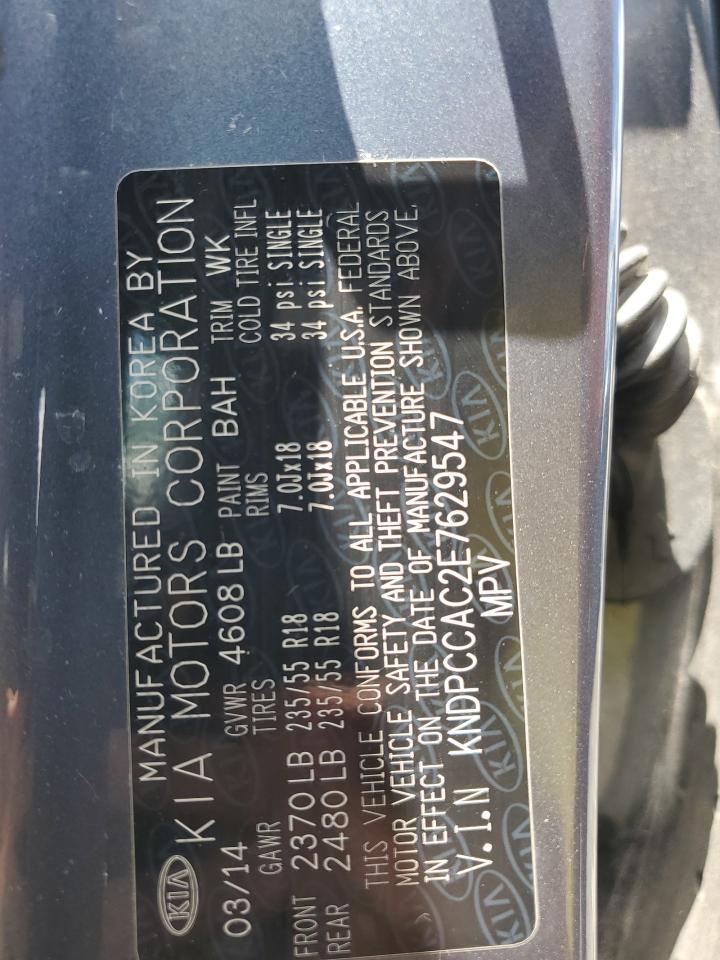 MANUFACTURED IN KOREA BY
KIA KIA MOTORS CORPORATION
03/14 GVWR 4608 LB PAINT BAH TRIM WK
GAWR TIRES RIMS COLD TIRE INFL
FRONT 2370 LB 235/55 R18 7.0Jx18 34 psi SINGLE
REAR 2480 LB 235/55 R18 7.0Jx18 34 psi SINGLE
THIS VEHICLE CONFORMS TO ALL APPLICABLE U.S.A. FEDERAL
MOTOR VEHICLE SAFETY AND THEFT PREVENTION STANDARDS
IN EFFECT ON THE DATE OF MANUFACTURE SHOWN ABOVE.
V.I.N KNDPCCAC2E7629547
MPV